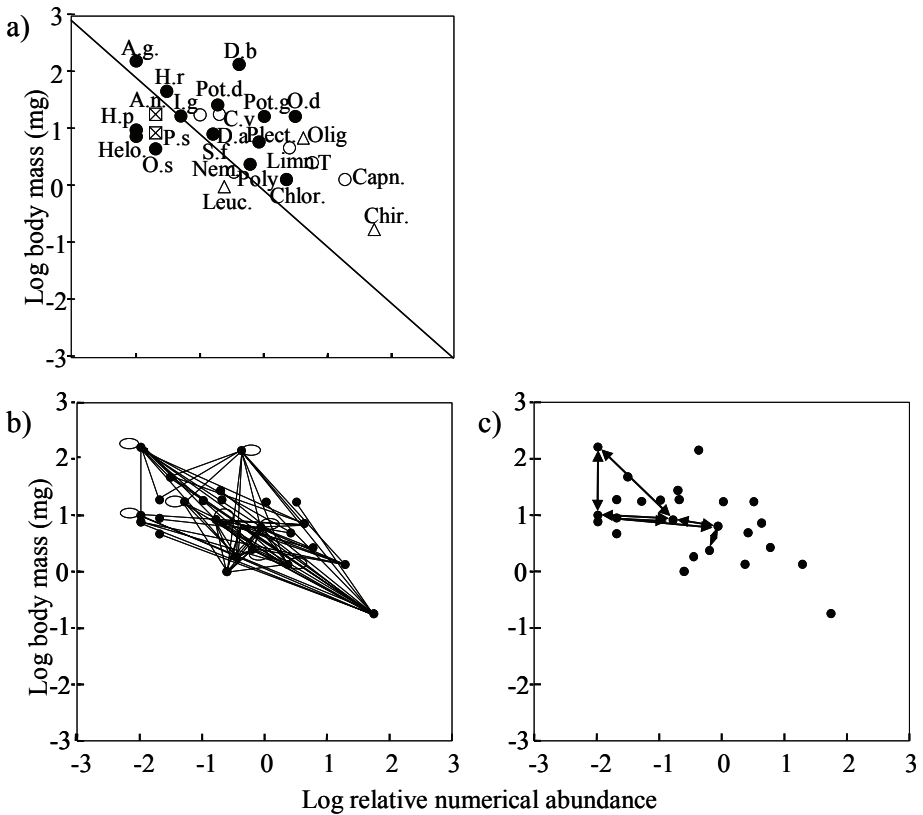 a)
3
2
1
0
-1
-2
-3
Log body mass (mg)
A.g.
D.b
H.r
Pot.d
A.n.
I.g
Pot.g
O.d
H.p
C.v
P.s
D.a
Plect.
Olig
Helo.
S.f
O.s
Nem.
Limn
T
Poly
Capn.
Leuc.
Chlor.
Chir.
b)
3
2
1
0
-1
-2
-3
Log body mass (mg)
-3 -2 -1 0 1 2 3
c)
3
2
1
0
-1
-2
-3
-3 -2 -1 0 1 2 3
Log relative numerical abundance